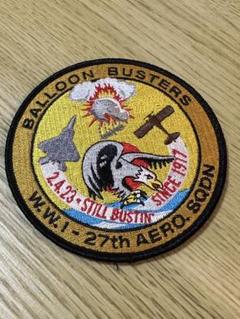 BALLOON BUSTERS
2.4.23 - STILL BUSTIN' SINCE 1917
W.W.I - 27th AERO. SQDN